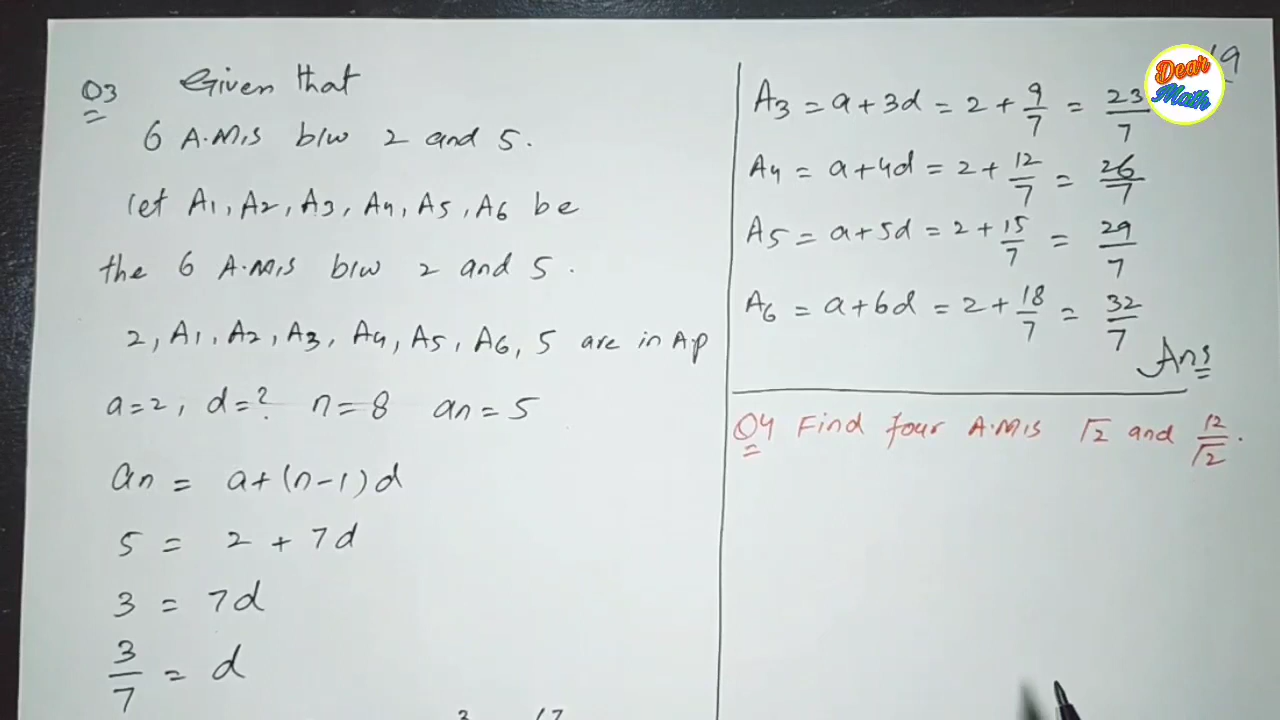 Q3 Given that
6 A.M,s b/w 2 and 5.
let A1, A2, A3, A4, A5, A6 be
the 6 A.M,s b/w 2 and 5.
2, A1, A2, A3, A4, A5, A6, 5 are in Ap
a=2, d=? n=8 an=5
an = a+(n-1)d
5 = 2 + 7d
3 = 7d
3/7 = d
19
Dear
Math
A3 = a+3d = 2+9/7 = 23/7
A4 = a+4d = 2+12/7 = 26/7
A5 = a+5d = 2+15/7 = 29/7
A6 = a+6d = 2+18/7 = 32/7
Ans
Q4 Find four A.M,s √2 and 12/√2.